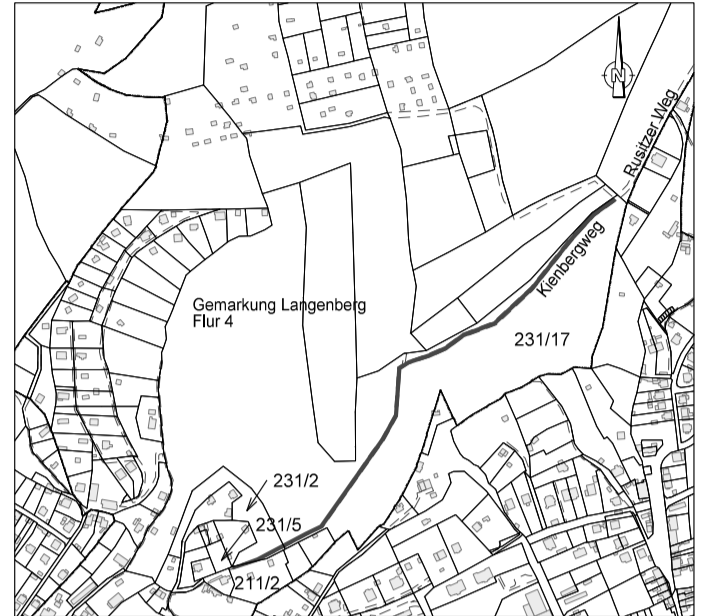 N
Rusitzer Weg
Kienbergweg
Gemarkung Langenberg
Flur 4
231/17
231/2
231/5
211/2